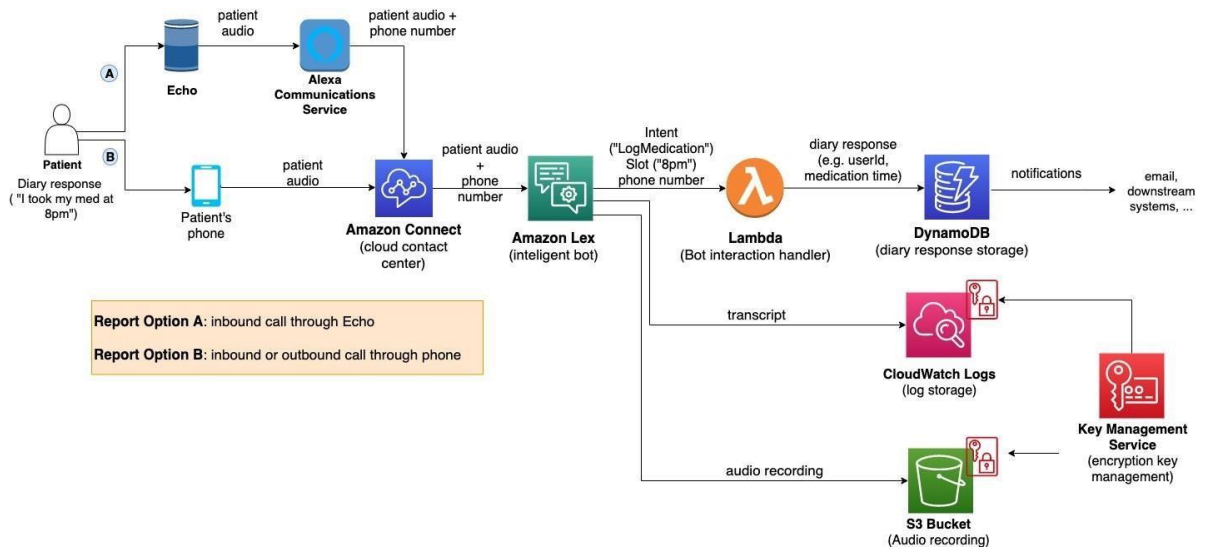 patient
audio
patient audio +
phone number
A
Echo
Alexa
Communications
Service
B
Patient
Diary response
( "I took my med at
8pm")
Patient's
phone
patient
audio
Amazon Connect
(cloud contact
center)
patient audio
+
phone
number
Amazon Lex
(inteligent bot)
Intent
("LogMedication")
Slot ("8pm")
phone number
Lambda
(Bot interaction handler)
diary response
(e.g. userId,
medication time)
DynamoDB
(diary response storage)
notifications
email,
downstream
systems, ...
Report Option A: inbound call through Echo
Report Option B: inbound or outbound call through phone
transcript
CloudWatch Logs
(log storage)
Key Management
Service
(encryption key
management)
audio recording
S3 Bucket
(Audio recording)